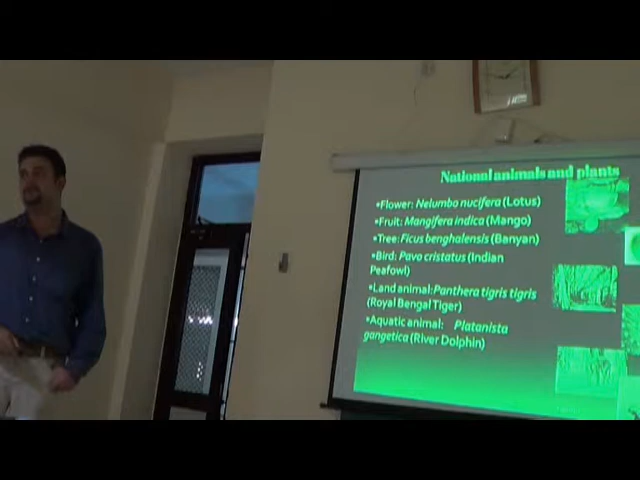 National animals and plants
•Flower: Nelumbo nucifera (Lotus)
•Fruit: Mangifera indica (Mango)
•Tree: Ficus benghalensis (Banyan)
•Bird: Pavo cristatus (Indian
Peafowl)
•Land animal: Panthera tigris tigris
(Royal Bengal Tiger)
•Aquatic animal: Platanista
gangetica (River Dolphin)